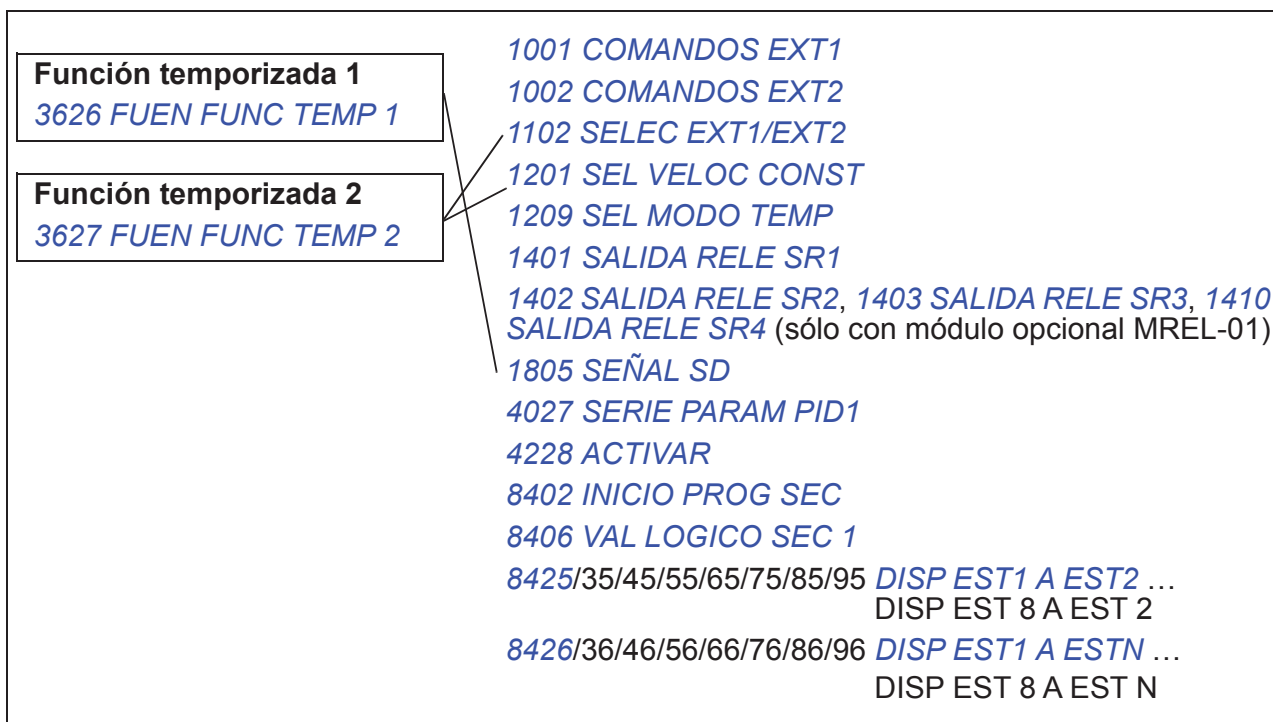 Función temporizada 1
3626 FUEN FUNC TEMP 1
Función temporizada 2
3627 FUEN FUNC TEMP 2
1001 COMANDOS EXT1
1002 COMANDOS EXT2
1102 SELEC EXT1/EXT2
1201 SEL VELOC CONST
1209 SEL MODO TEMP
1401 SALIDA RELE SR1
1402 SALIDA RELE SR2, 1403 SALIDA RELE SR3, 1410
SALIDA RELE SR4 (sólo con módulo opcional MREL-01)
1805 SEÑAL SD
4027 SERIE PARAM PID1
4228 ACTIVAR
8402 INICIO PROG SEC
8406 VAL LOGICO SEC 1
8425/35/45/55/65/75/85/95 DISP EST1 A EST2 …
DISP EST 8 A EST 2
8426/36/46/56/66/76/86/96 DISP EST1 A ESTN …
DISP EST 8 A EST N